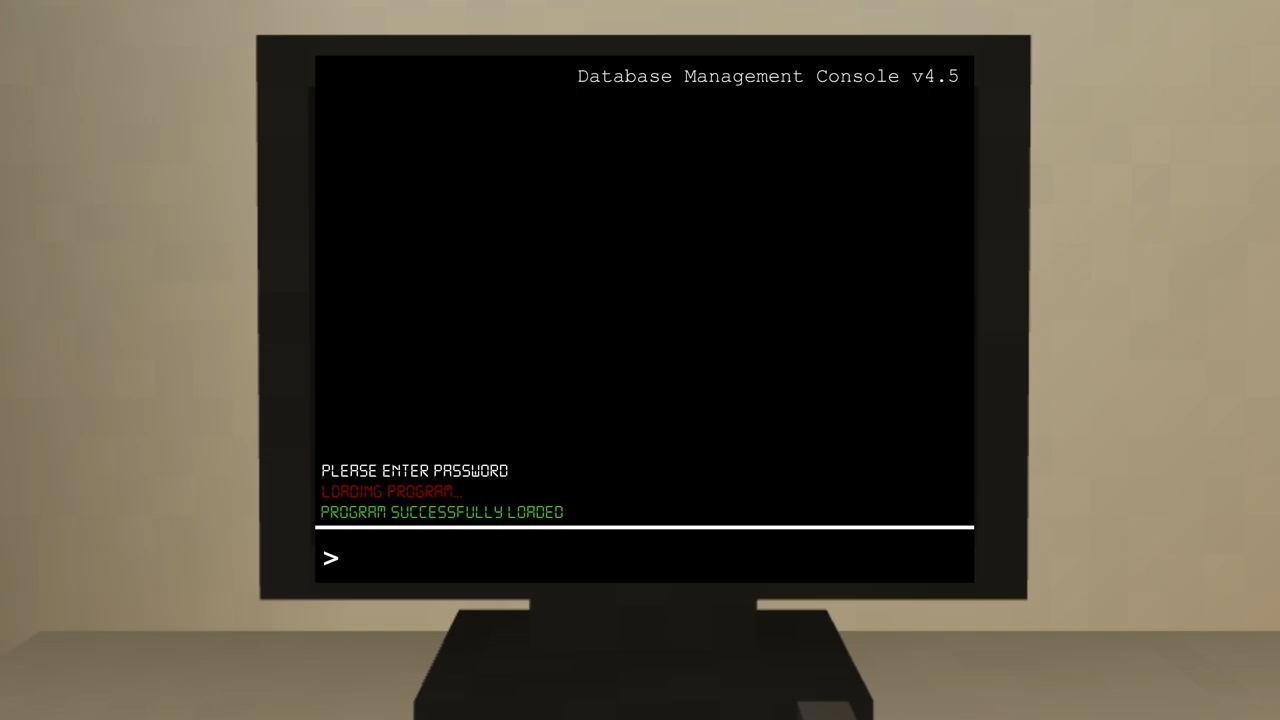 Database Management Console v4.5
PLEASE ENTER PASSWORD
LOADING PROGRAM...
PROGRAM SUCCESSFULLY LOADED
>